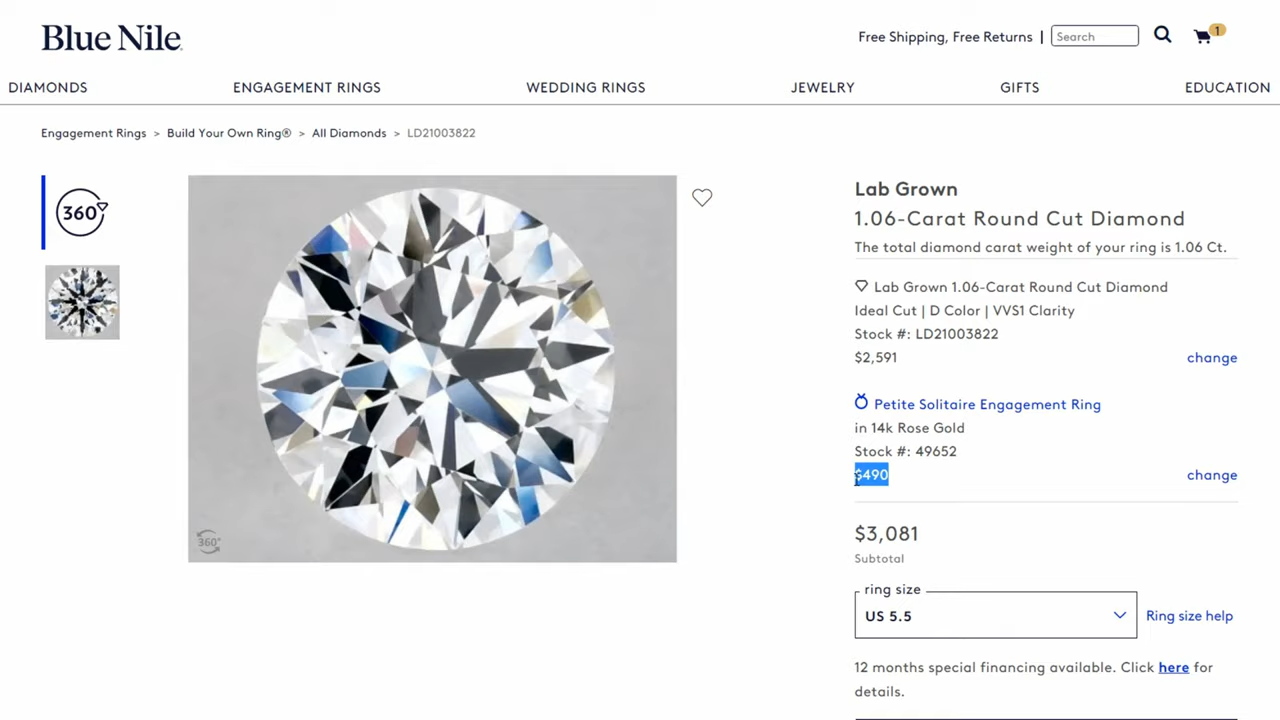 Blue Nile.
Free Shipping, Free Returns | Search 1
DIAMONDS ENGAGEMENT RINGS WEDDING RINGS JEWELRY GIFTS EDUCATION
Engagement Rings > Build Your Own Ring® > All Diamonds > LD21003822
360°
Lab Grown
1.06-Carat Round Cut Diamond
The total diamond carat weight of your ring is 1.06 Ct.
Lab Grown 1.06-Carat Round Cut Diamond
Ideal Cut | D Color | VVS1 Clarity
Stock #: LD21003822
$2,591 change
Petite Solitaire Engagement Ring
in 14k Rose Gold
Stock #: 49652
$490 change
360°
$3,081
Subtotal
ring size
US 5.5 Ring size help
12 months special financing available. Click here for
details.